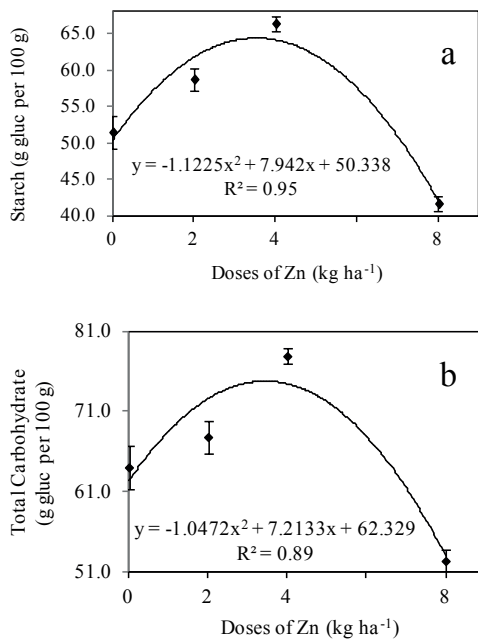 a
65.0
60.0
55.0
50.0
45.0
40.0
Starch (g gluc per 100 g)
y = -1.1225x² + 7.942x + 50.338
R² = 0.95
0 2 4 6 8
Doses of Zn (kg ha⁻¹)
b
81.0
71.0
61.0
51.0
Total Carbohydrate
(g gluc per 100 g)
y = -1.0472x² + 7.2133x + 62.329
R² = 0.89
0 2 4 6 8
Doses of Zn (kg ha⁻¹)